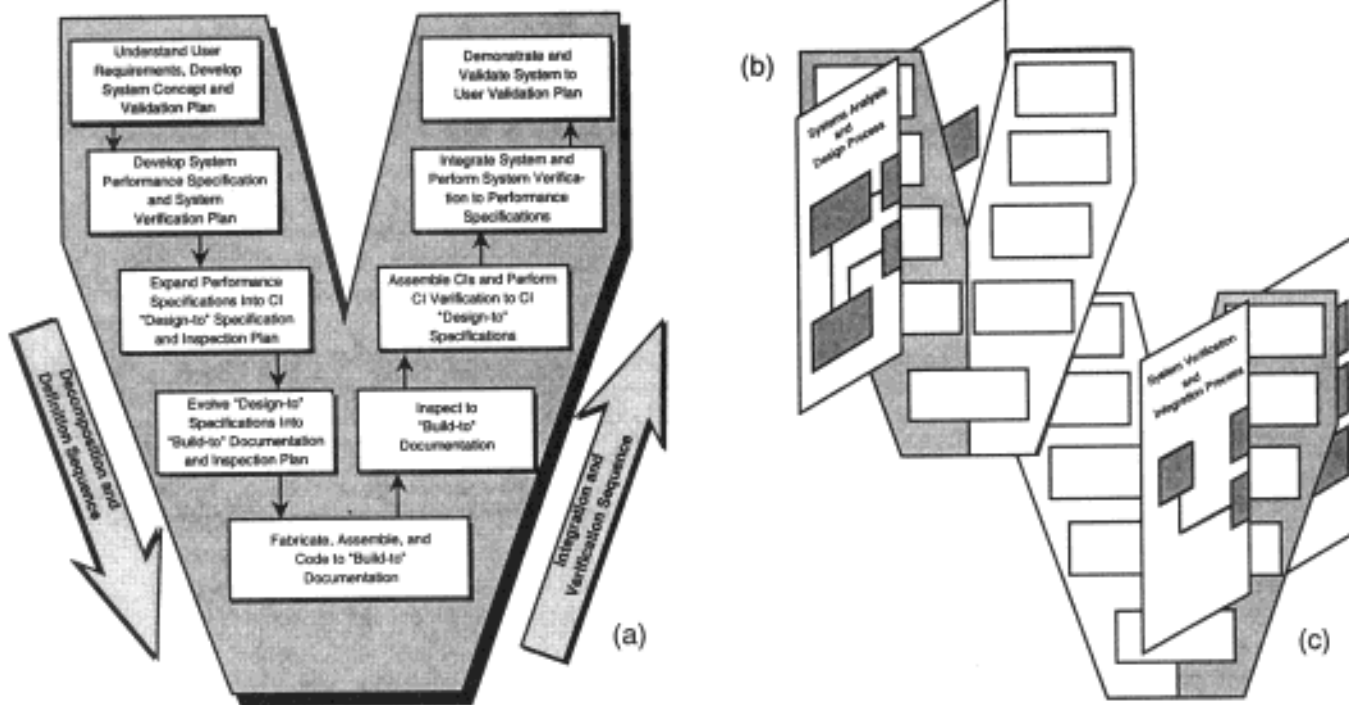 Understand User
Requirements, Develop
System Concept and
Validation Plan
Develop System
Performance Specification
and System
Verification Plan
Expand Performance
Specifications Into CI
"Design-to" Specification
and Inspection Plan
Evolve "Design-to"
Specifications Into
"Build-to" Documentation
and Inspection Plan
Fabricate, Assemble, and
Code to "Build-to"
Documentation
Inspect to
"Build-to"
Documentation
Assemble CIs and Perform
CI Verification to CI
"Design-to"
Specifications
Integrate System and
Perform System Verifica-
tion to Performance
Specifications
Demonstrate and
Validate System to
User Validation Plan
Decomposition and
Definition Sequence
Integration and
Verification Sequence
(a)
(b)
Systems Analysis
and
Design Process
System Verification
and
Integration Process
(c)